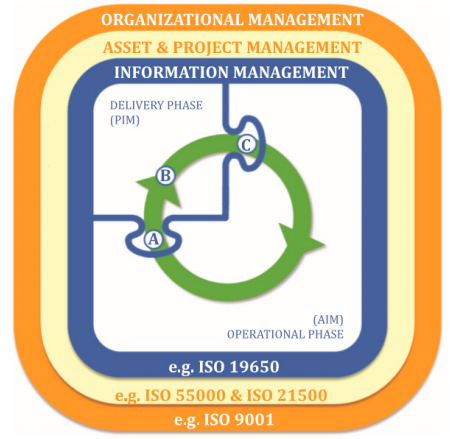 ORGANIZATIONAL MANAGEMENT
ASSET & PROJECT MANAGEMENT
INFORMATION MANAGEMENT
DELIVERY PHASE
(PIM)
C
B
A
(AIM)
OPERATIONAL PHASE
e.g. ISO 19650
e.g. ISO 55000 & ISO 21500
e.g. ISO 9001